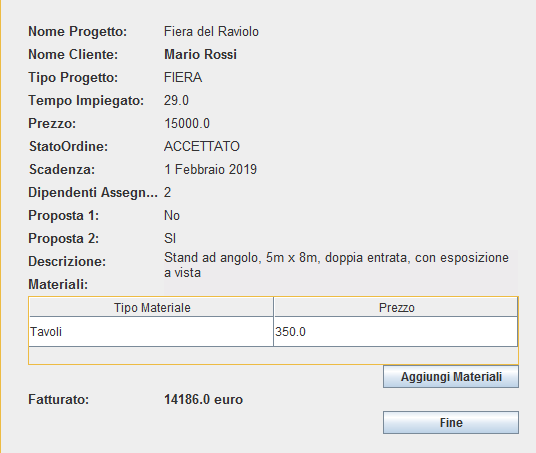 Nome Progetto: Fiera del Raviolo
Nome Cliente: Mario Rossi
Tipo Progetto: FIERA
Tempo Impiegato: 29.0
Prezzo: 15000.0
StatoOrdine: ACCETTATO
Scadenza: 1 Febbraio 2019
Dipendenti Assegn... 2
Proposta 1: No
Proposta 2: SI
Descrizione: Stand ad angolo, 5m x 8m, doppia entrata, con esposizione
a vista
Materiali:
Tipo Materiale Prezzo
Tavoli 350.0
Aggiungi Materiali
Fatturato: 14186.0 euro
Fine